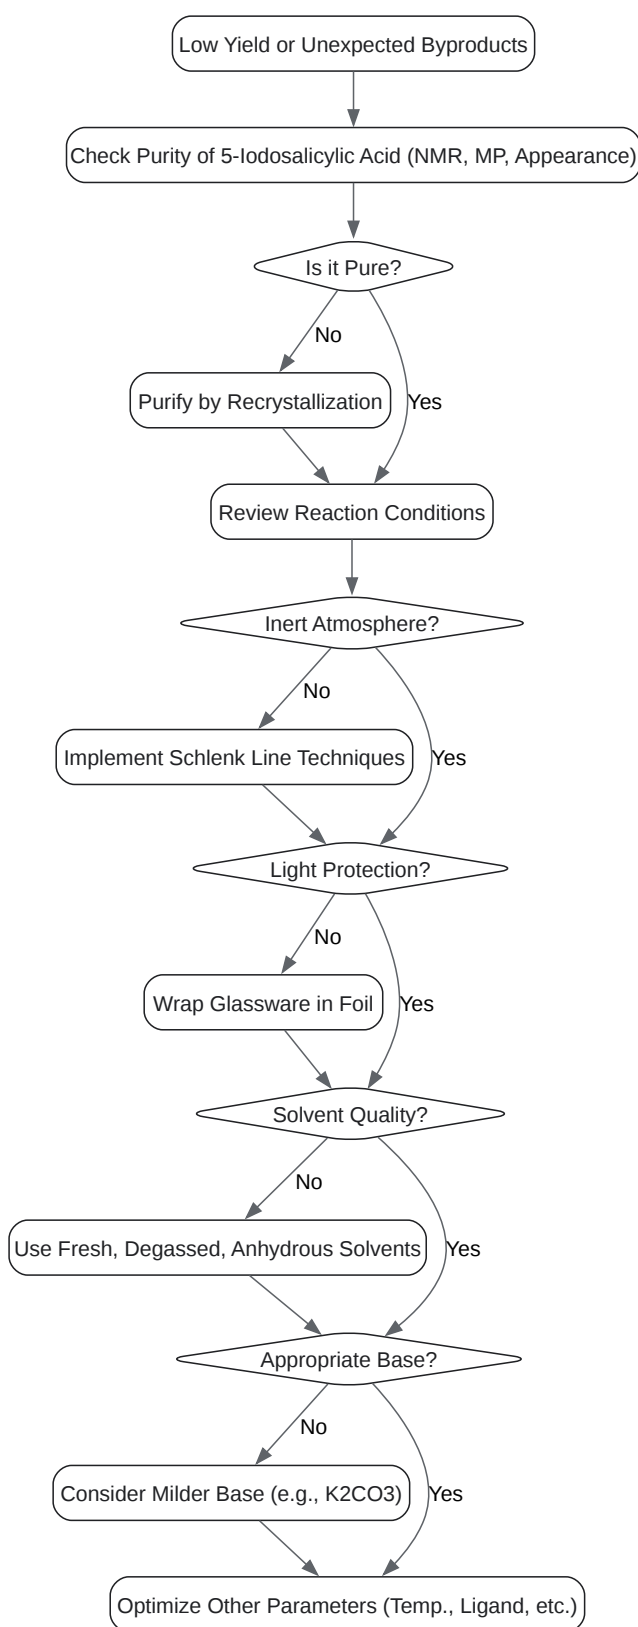 Low Yield or Unexpected Byproducts
Check Purity of 5-Iodosalicylic Acid (NMR, MP, Appearance)
Is it Pure?
No
Purify by Recrystallization
Yes
Review Reaction Conditions
Inert Atmosphere?
No
Implement Schlenk Line Techniques
Yes
Light Protection?
No
Wrap Glassware in Foil
Yes
Solvent Quality?
No
Use Fresh, Degassed, Anhydrous Solvents
Yes
Appropriate Base?
No
Consider Milder Base (e.g., K2CO3)
Yes
Optimize Other Parameters (Temp., Ligand, etc.)